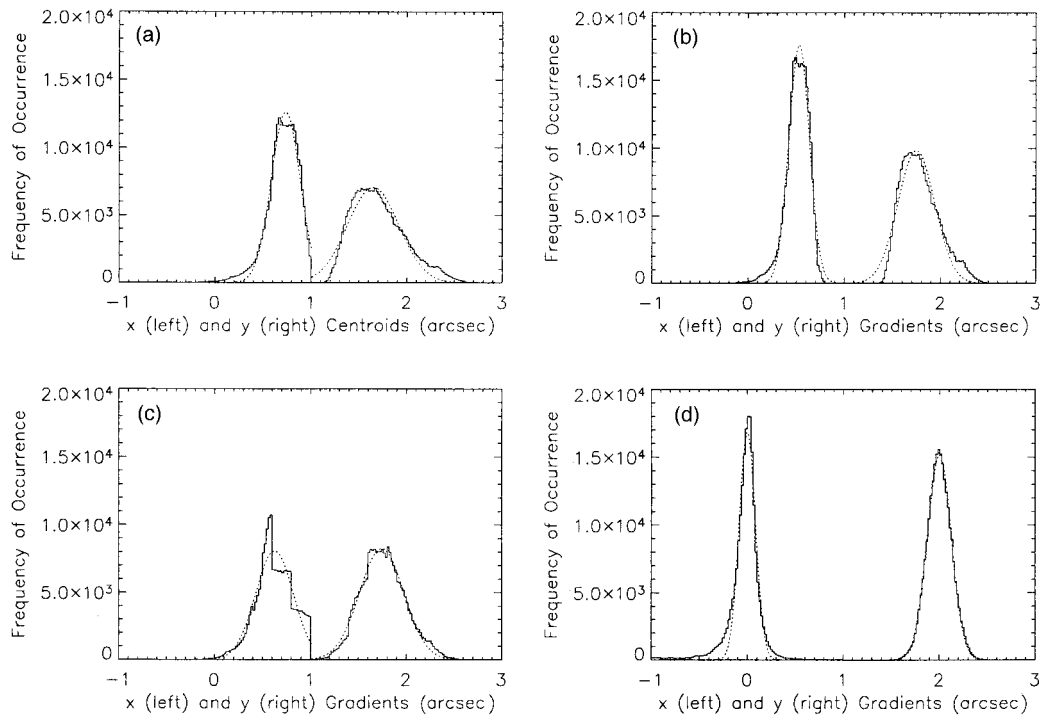 (a)
Frequency of Occurrence
2.0×10⁴
1.5×10⁴
1.0×10⁴
5.0×10³
0
−1 0 1 2 3
x (left) and y (right) Centroids (arcsec)
(b)
Frequency of Occurrence
2.0×10⁴
1.5×10⁴
1.0×10⁴
5.0×10³
0
−1 0 1 2 3
x (left) and y (right) Gradients (arcsec)
(c)
Frequency of Occurrence
2.0×10⁴
1.5×10⁴
1.0×10⁴
5.0×10³
0
−1 0 1 2 3
x (left) and y (right) Gradients (arcsec)
(d)
Frequency of Occurrence
2.0×10⁴
1.5×10⁴
1.0×10⁴
5.0×10³
0
−1 0 1 2 3
x (left) and y (right) Gradients (arcsec)